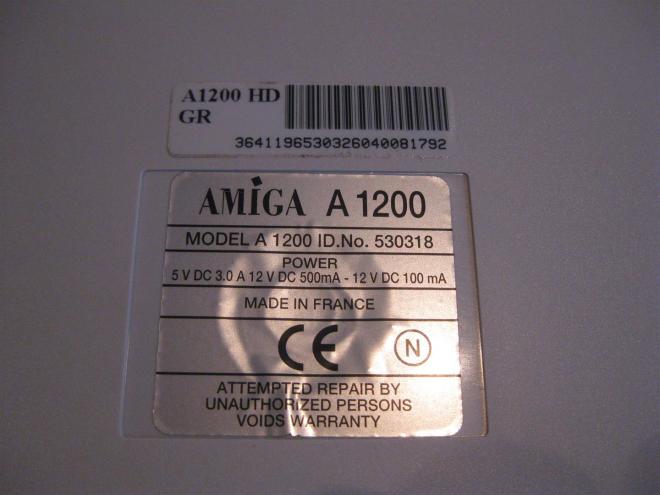 A1200 HD
GR
3641196530326040081792
AMIGA A1200
MODEL A 1200 ID.No. 530318
POWER
5 V DC 3.0 A 12 V DC 500mA - 12 V DC 100 mA
MADE IN FRANCE
CE N
ATTEMPTED REPAIR BY
UNAUTHORIZED PERSONS
VOIDS WARRANTY